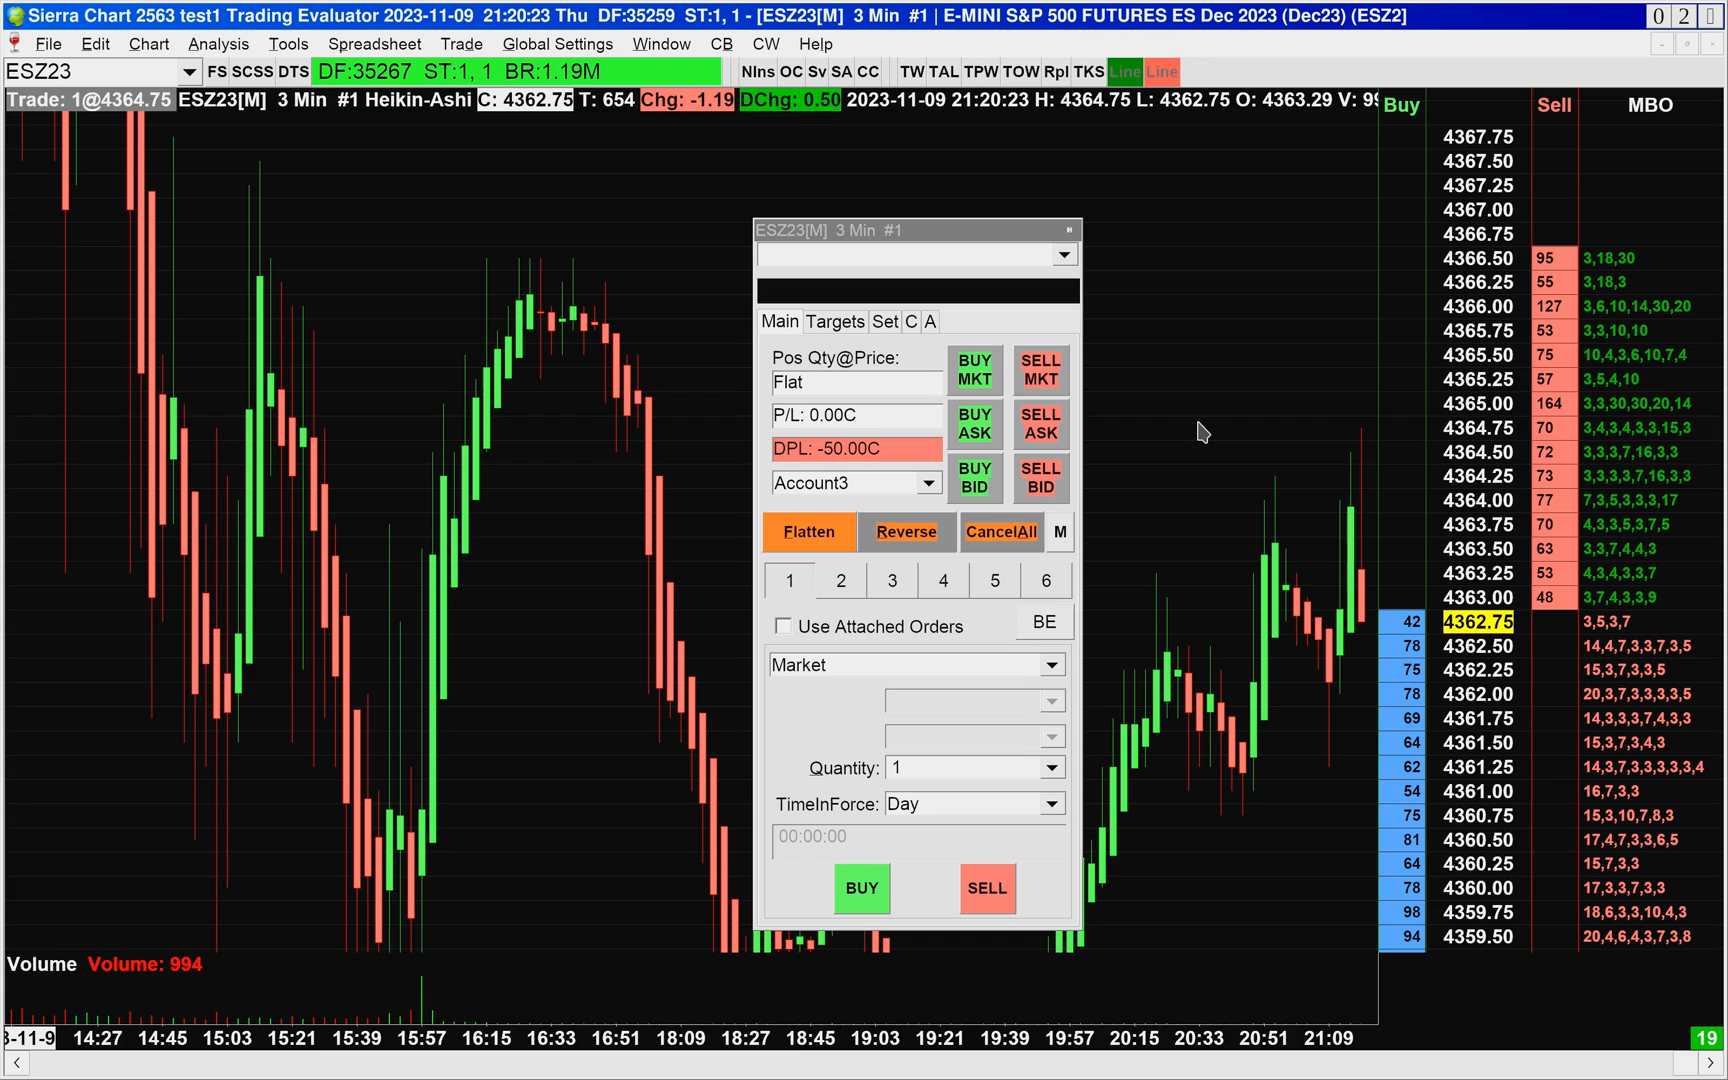 Sierra Chart 2563 test1 Trading Evaluator 2023-11-09 21:20:23 Thu DF:35259 ST:1, 1 - [ESZ23[M] 3 Min #1 | E-MINI S&P 500 FUTURES ES Dec 2023 (Dec23) (ESZ2]
File Edit Chart Analysis Tools Spreadsheet Trade Global Settings Window CB CW Help
ESZ23 FS SCSS DTS DF:35267 ST:1, 1 BR:1.19M NIns OC Sv SA CC TW TAL TPW TOW Rpl TKS Line Line
Trade: 1@4364.75 ESZ23[M] 3 Min #1 Heikin-Ashi C: 4362.75 T: 654 Chg: -1.19 DChg: 0.50 2023-11-09 21:20:23 H: 4364.75 L: 4362.75 O: 4363.29 V: 99
Buy Sell MBO
4367.75
4367.50
4367.25
4367.00
4366.75
4366.50 95 3,18,30
4366.25 55 3,18,3
4366.00 127 3,6,10,14,30,20
4365.75 53 3,3,10,10
4365.50 75 10,4,3,6,10,7,4
4365.25 57 3,5,4,10
4365.00 164 3,3,30,30,20,14
4364.75 70 3,4,3,4,3,3,15,3
4364.50 72 3,3,3,7,16,3,3
4364.25 73 3,3,3,3,7,16,3,3
4364.00 77 7,3,5,3,3,3,17
4363.75 70 4,3,3,5,3,7,5
4363.50 63 3,3,7,4,4,3
4363.25 53 4,3,4,3,3,7
4363.00 48 3,7,4,3,3,9
42 4362.75 3,5,3,7
78 4362.50 14,4,7,3,3,7,3,5
75 4362.25 15,3,7,3,3,5
78 4362.00 20,3,7,3,3,3,3,5
69 4361.75 14,3,3,3,7,4,3,3
64 4361.50 15,3,7,3,4,3
62 4361.25 14,3,7,3,3,3,3,3,4
54 4361.00 16,7,3,3
75 4360.75 15,3,10,7,8,3
81 4360.50 17,4,7,3,3,6,5
64 4360.25 15,7,3,3
78 4360.00 17,3,3,7,3,3
98 4359.75 18,6,3,3,10,4,3
94 4359.50 20,4,6,4,3,7,3,8
ESZ23[M] 3 Min #1
Main Targets Set C A
Pos Qty@Price:
Flat
P/L: 0.00C
DPL: -50.00C
Account3
BUY MKT
SELL MKT
BUY ASK
SELL ASK
BUY BID
SELL BID
Flatten Reverse CancelAll M
1 2 3 4 5 6
Use Attached Orders BE
Market
Quantity: 1
TimeInForce: Day
00:00:00
BUY SELL
Volume Volume: 994
3-11-9 14:27 14:45 15:03 15:21 15:39 15:57 16:15 16:33 16:51 18:09 18:27 18:45 19:03 19:21 19:39 19:57 20:15 20:33 20:51 21:09 19